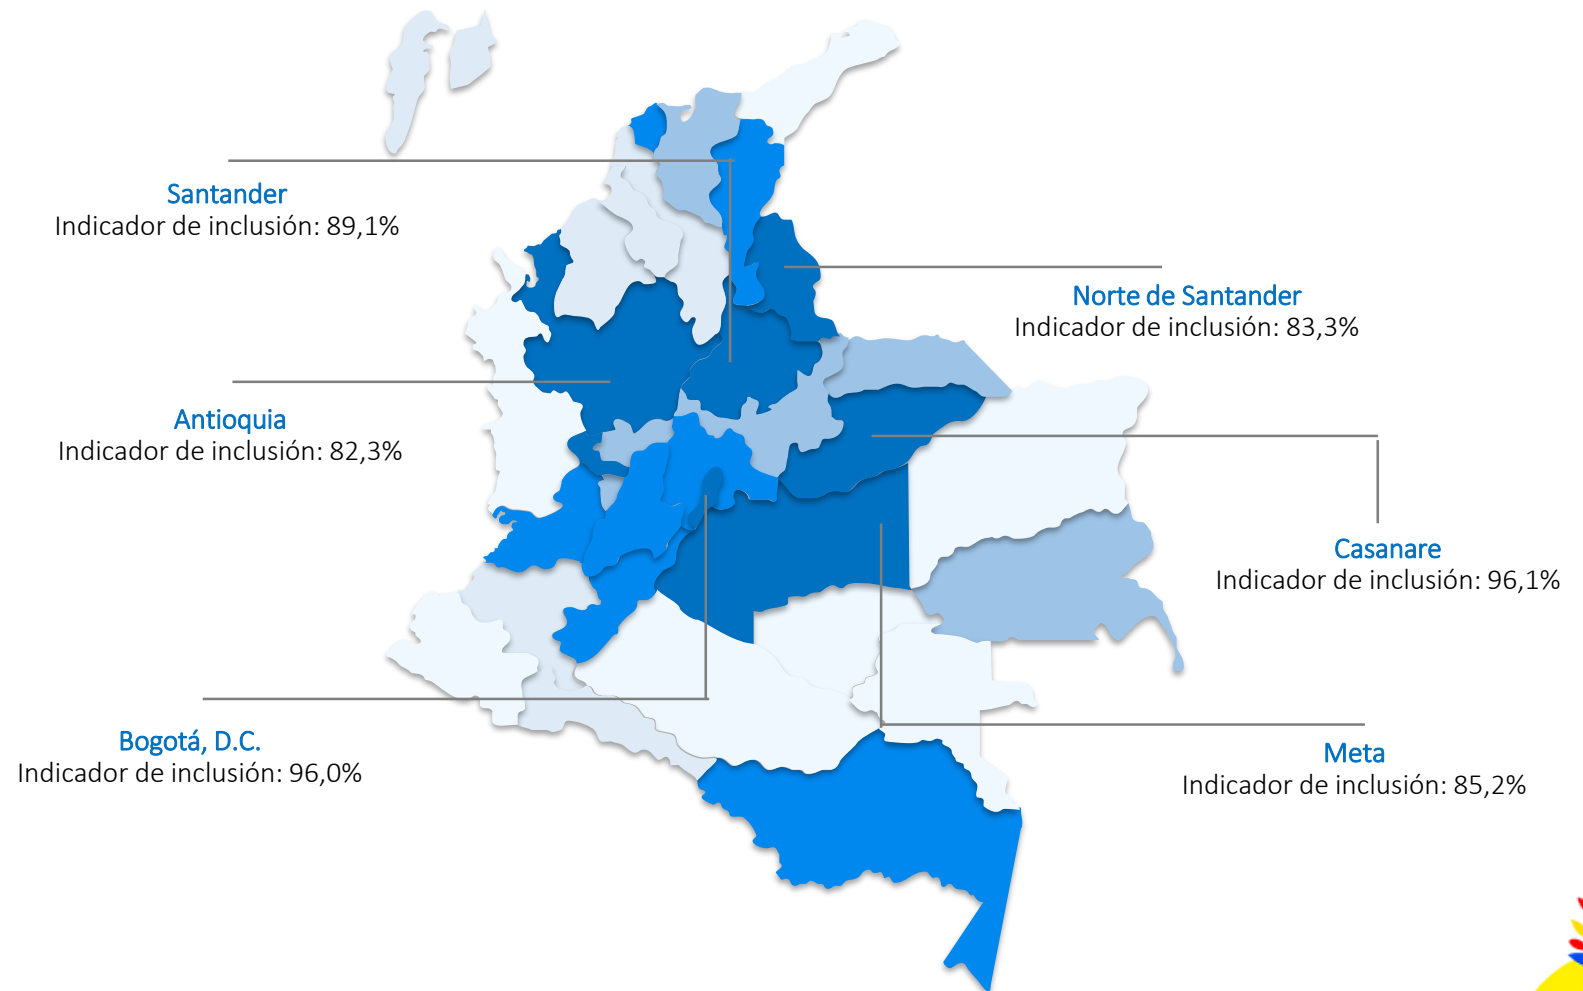 Santander
Indicador de inclusión: 89,1%
Norte de Santander
Indicador de inclusión: 83,3%
Antioquia
Indicador de inclusión: 82,3%
Casanare
Indicador de inclusión: 96,1%
Bogotá, D.C.
Indicador de inclusión: 96,0%
Meta
Indicador de inclusión: 85,2%